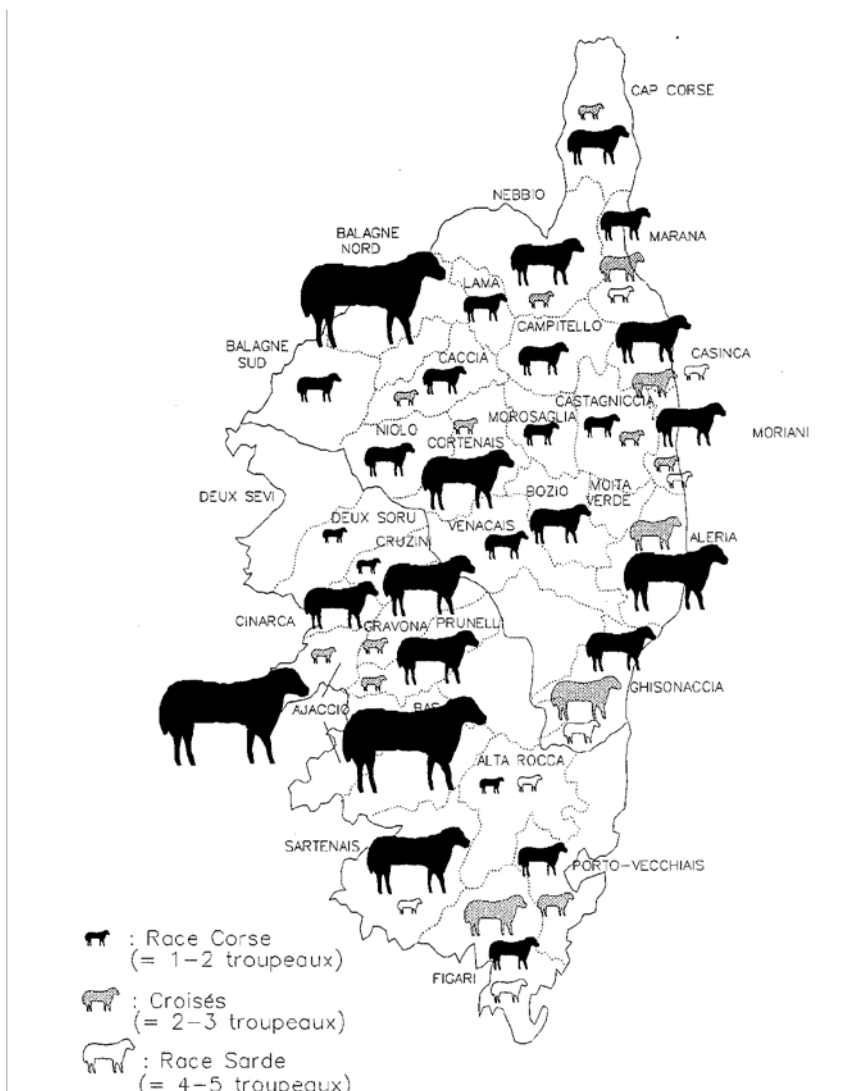 CAP CORSE
NEBBIO
BALAGNE
NORD
MARANA
LAMA
CAMPITELLO
BALAGNE
SUD
CACCIA
CASINCA
CASTAGNICCIA
MOROSAGLIA
NIOLO
CORTENAIS
MORIANI
DEUX SEVI
BOZIO
MOITA
VERDE
DEUX SORU
VENACAIS
ALERIA
CRUZINI
CINARCA
GRAVONA
PRUNELLI
GHISONACCIA
AJACCIO
BAS
ALTA ROCCA
SARTENAIS
PORTO-VECCHIAIS
FIGARI
: Race Corse
(= 1-2 troupeaux)
: Croisés
(= 2-3 troupeaux)
: Race Sarde
(= 4-5 troupeaux)